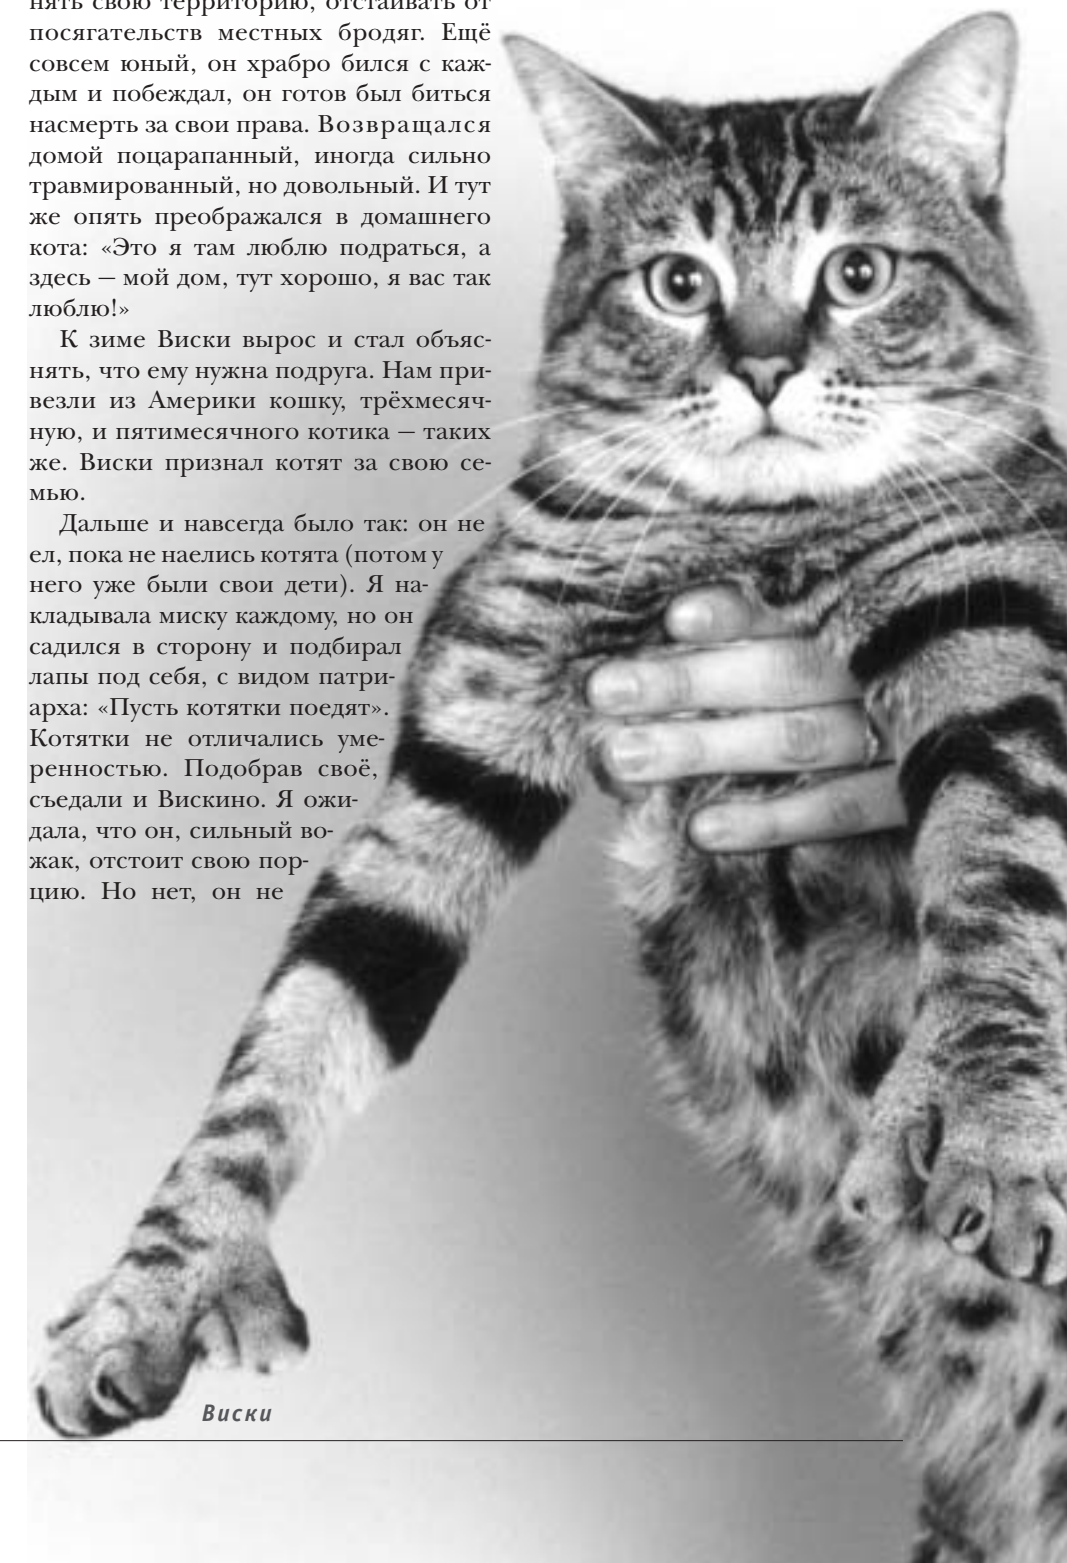 нять свою территорию, отстаивать от
посягательств местных бродяг. Ещё
совсем юный, он храбро бился с каж-
дым и побеждал, он готов был биться
насмерть за свои права. Возвращался
домой поцарапанный, иногда сильно
травмированный, но довольный. И тут
же опять преображался в домашнего
кота: «Это я там люблю подраться, а
здесь – мой дом, тут хорошо, я вас так
люблю!»
К зиме Виски вырос и стал объяс-
нять, что ему нужна подруга. Нам при-
везли из Америки кошку, трёхмесяч-
ную, и пятимесячного котика – таких
же. Виски признал котят за свою се-
мью.
Дальше и навсегда было так: он не
ел, пока не наелись котята (потом у
него уже были свои дети). Я на-
кладывала миску каждому, но он
садился в сторону и подбирал
лапы под себя, с видом патри-
арха: «Пусть котятки поедят».
Котятки не отличались уме-
ренностью. Подобрав своё,
съедали и Вискино. Я ожи-
дала, что он, сильный во-
жак, отстоит свою пор-
цию. Но нет, он не
Виски